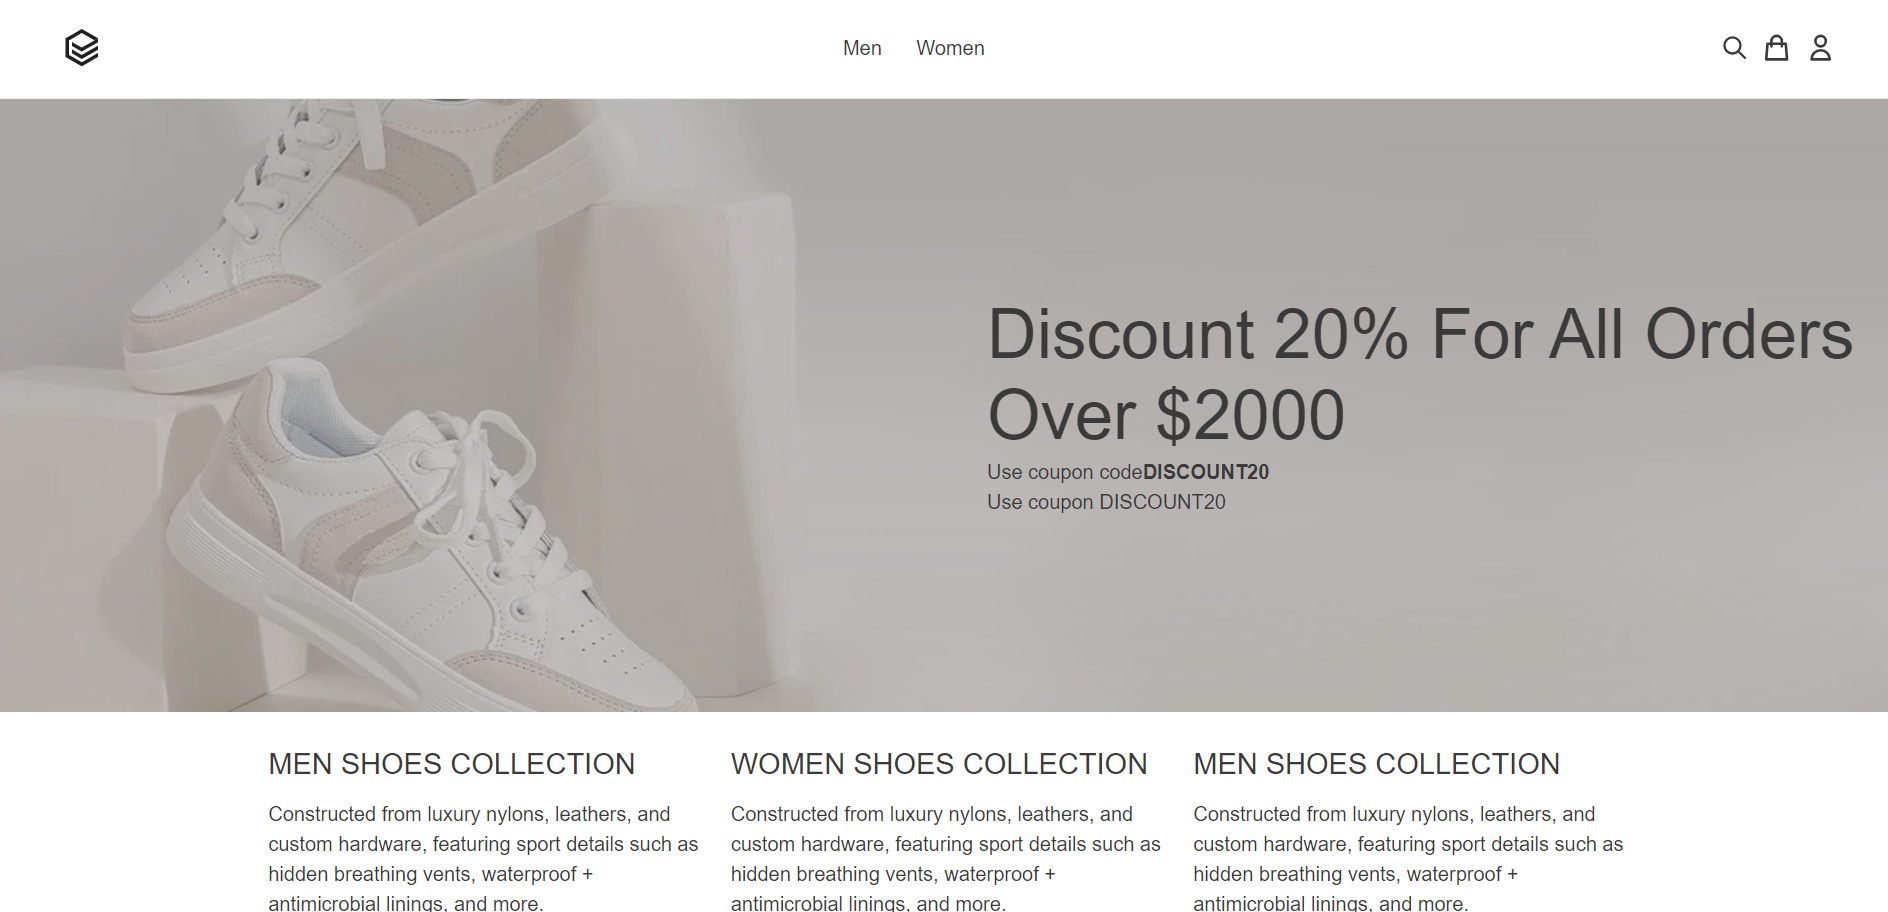 Men Women
Discount 20% For All Orders
Over $2000
Use coupon codeDISCOUNT20
Use coupon DISCOUNT20
MEN SHOES COLLECTION
Constructed from luxury nylons, leathers, and
custom hardware, featuring sport details such as
hidden breathing vents, waterproof +
antimicrobial linings, and more.
WOMEN SHOES COLLECTION
Constructed from luxury nylons, leathers, and
custom hardware, featuring sport details such as
hidden breathing vents, waterproof +
antimicrobial linings, and more.
MEN SHOES COLLECTION
Constructed from luxury nylons, leathers, and
custom hardware, featuring sport details such as
hidden breathing vents, waterproof +
antimicrobial linings, and more.